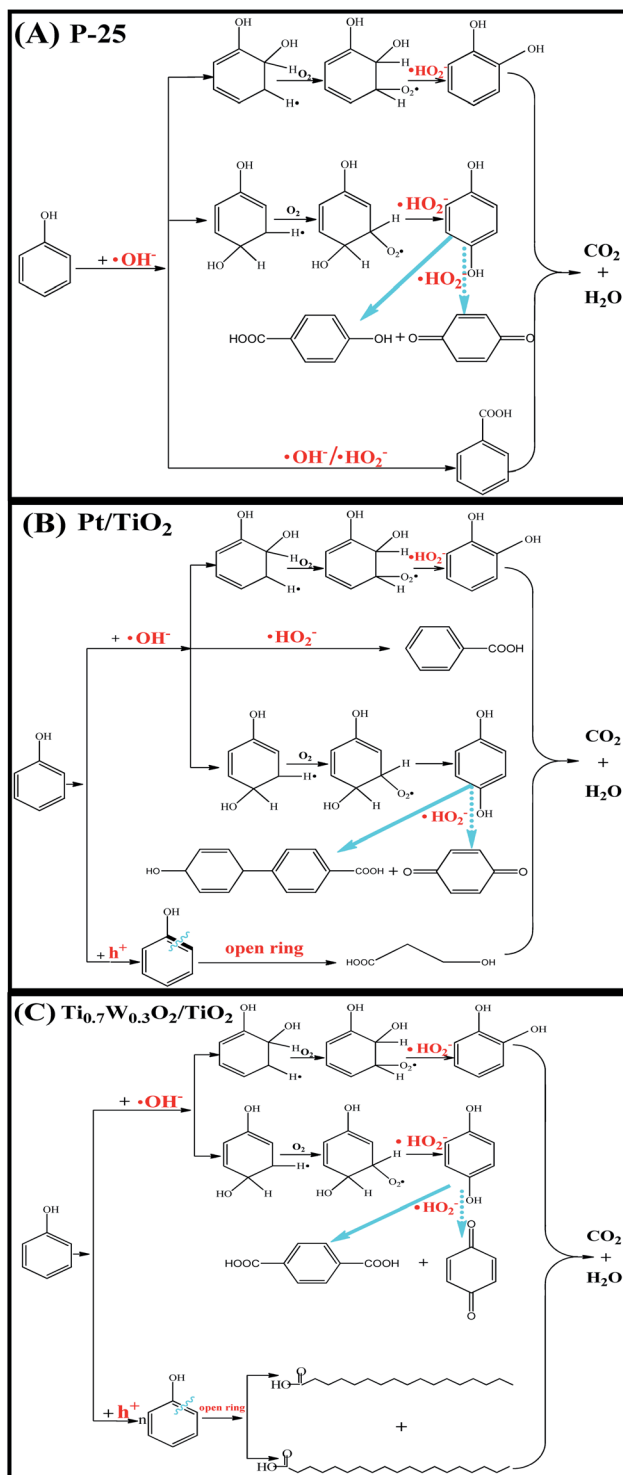 (A) P-25
OH
OH
H
H•
O₂
OH
OH
H
O₂•
H
•HO₂⁻
OH
OH
OH
H•
HO
H
O₂
OH
H
O₂•
HO
H
•HO₂⁻
OH
OH
OH
+ •OH⁻
•HO₂⁻
HOOC
OH
+
O
O
CO₂
+
H₂O
•OH⁻/•HO₂⁻
COOH
(B) Pt/TiO₂
OH
OH
H
H•
O₂
OH
OH
H
O₂•
H
•HO₂⁻
OH
OH
+ •OH⁻
•HO₂⁻
COOH
OH
OH
H•
HO
H
O₂
OH
H
O₂•
HO
H
OH
OH
•HO₂⁻
HO
COOH
+
O
O
CO₂
+
H₂O
+ h⁺
OH
open ring
HOOC
OH
(C) Ti₀.₇W₀.₃O₂/TiO₂
OH
OH
H
H•
O₂
OH
OH
H
O₂•
H
•HO₂⁻
OH
OH
+ •OH⁻
OH
H•
HO
H
O₂
OH
H
O₂•
HO
H
•HO₂⁻
OH
OH
•HO₂⁻
OH
HOOC
COOH
+
O
O
CO₂
+
H₂O
+ h⁺
n
OH
open ring
O
HO
+
O
HO